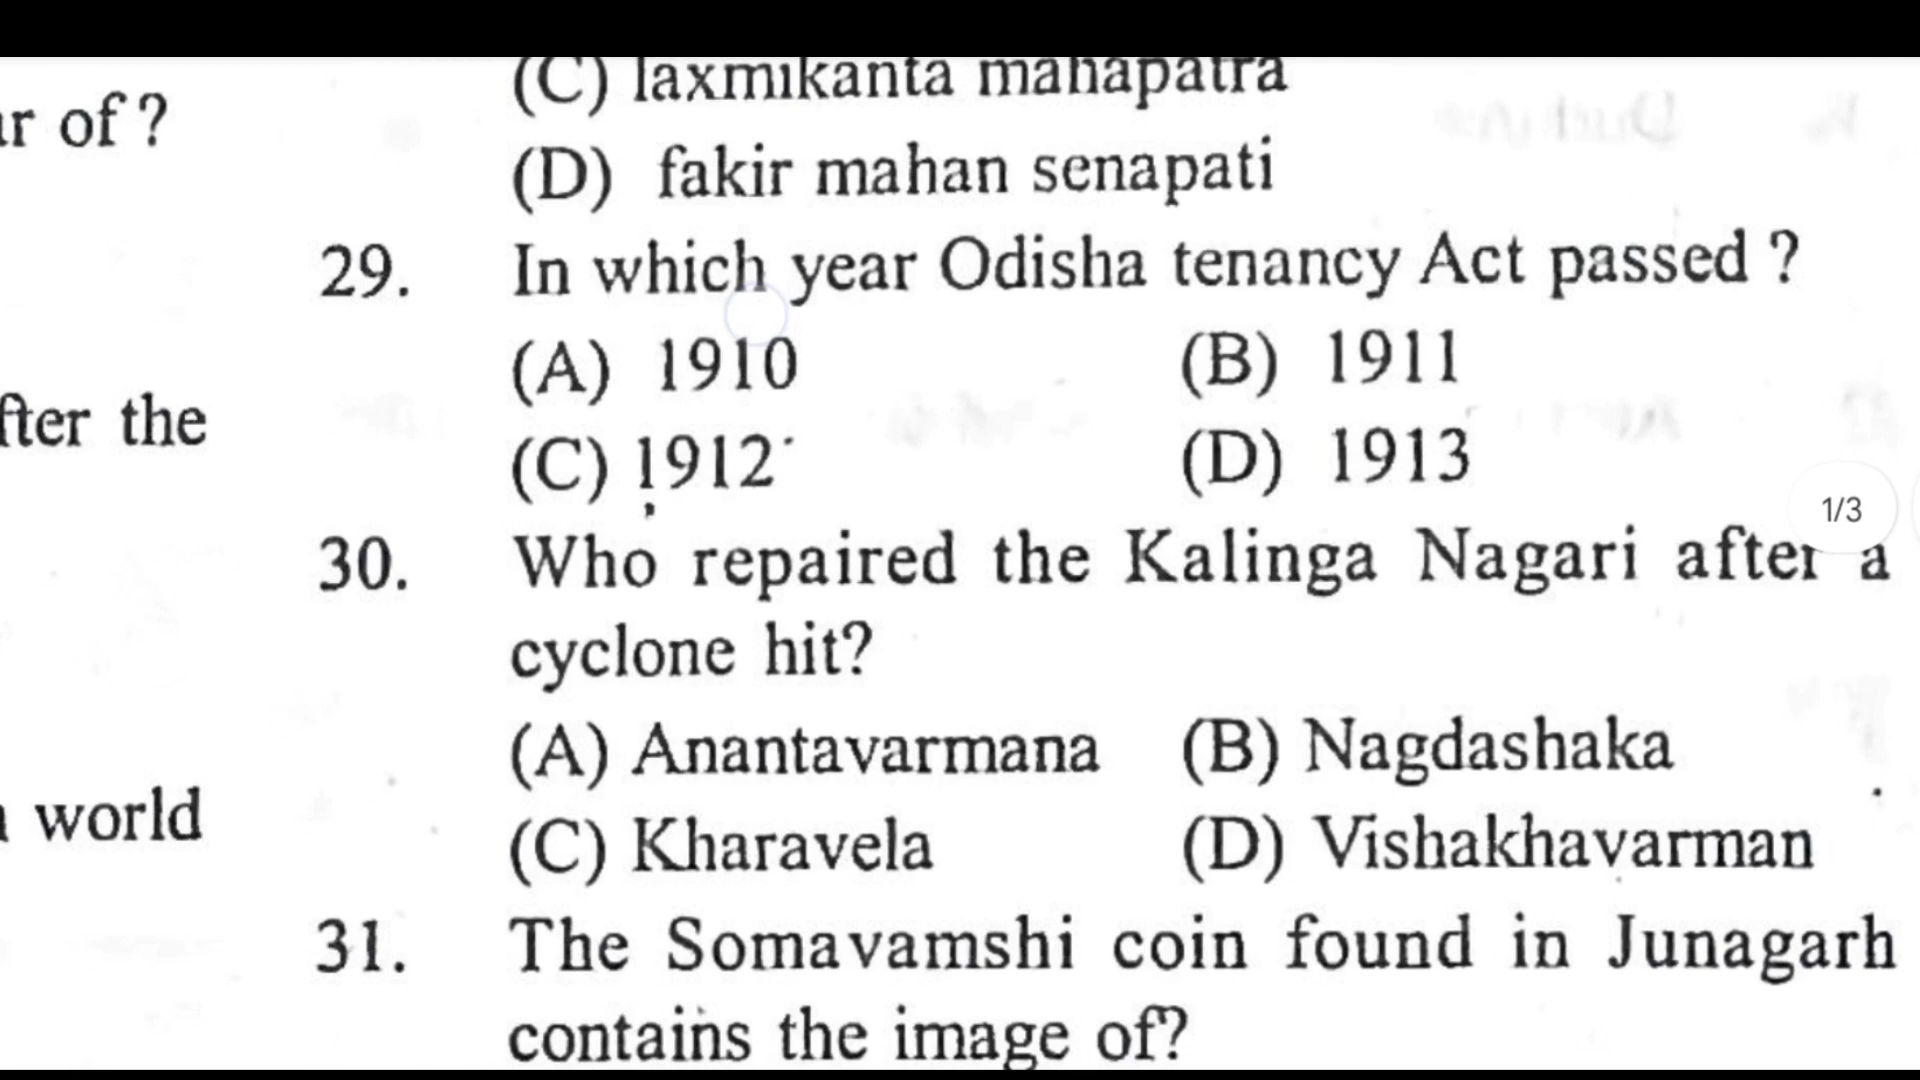 r of ?
fter the
world
(C) laxmikanta mahapatra
(D) fakir mahan senapati
29. In which year Odisha tenancy Act passed ?
(A) 1910 (B) 1911
(C) 1912 (D) 1913
1/3
30. Who repaired the Kalinga Nagari after a
cyclone hit?
(A) Anantavarmana (B) Nagdashaka
(C) Kharavela (D) Vishakhavarman
31. The Somavamshi coin found in Junagarh
contains the image of?